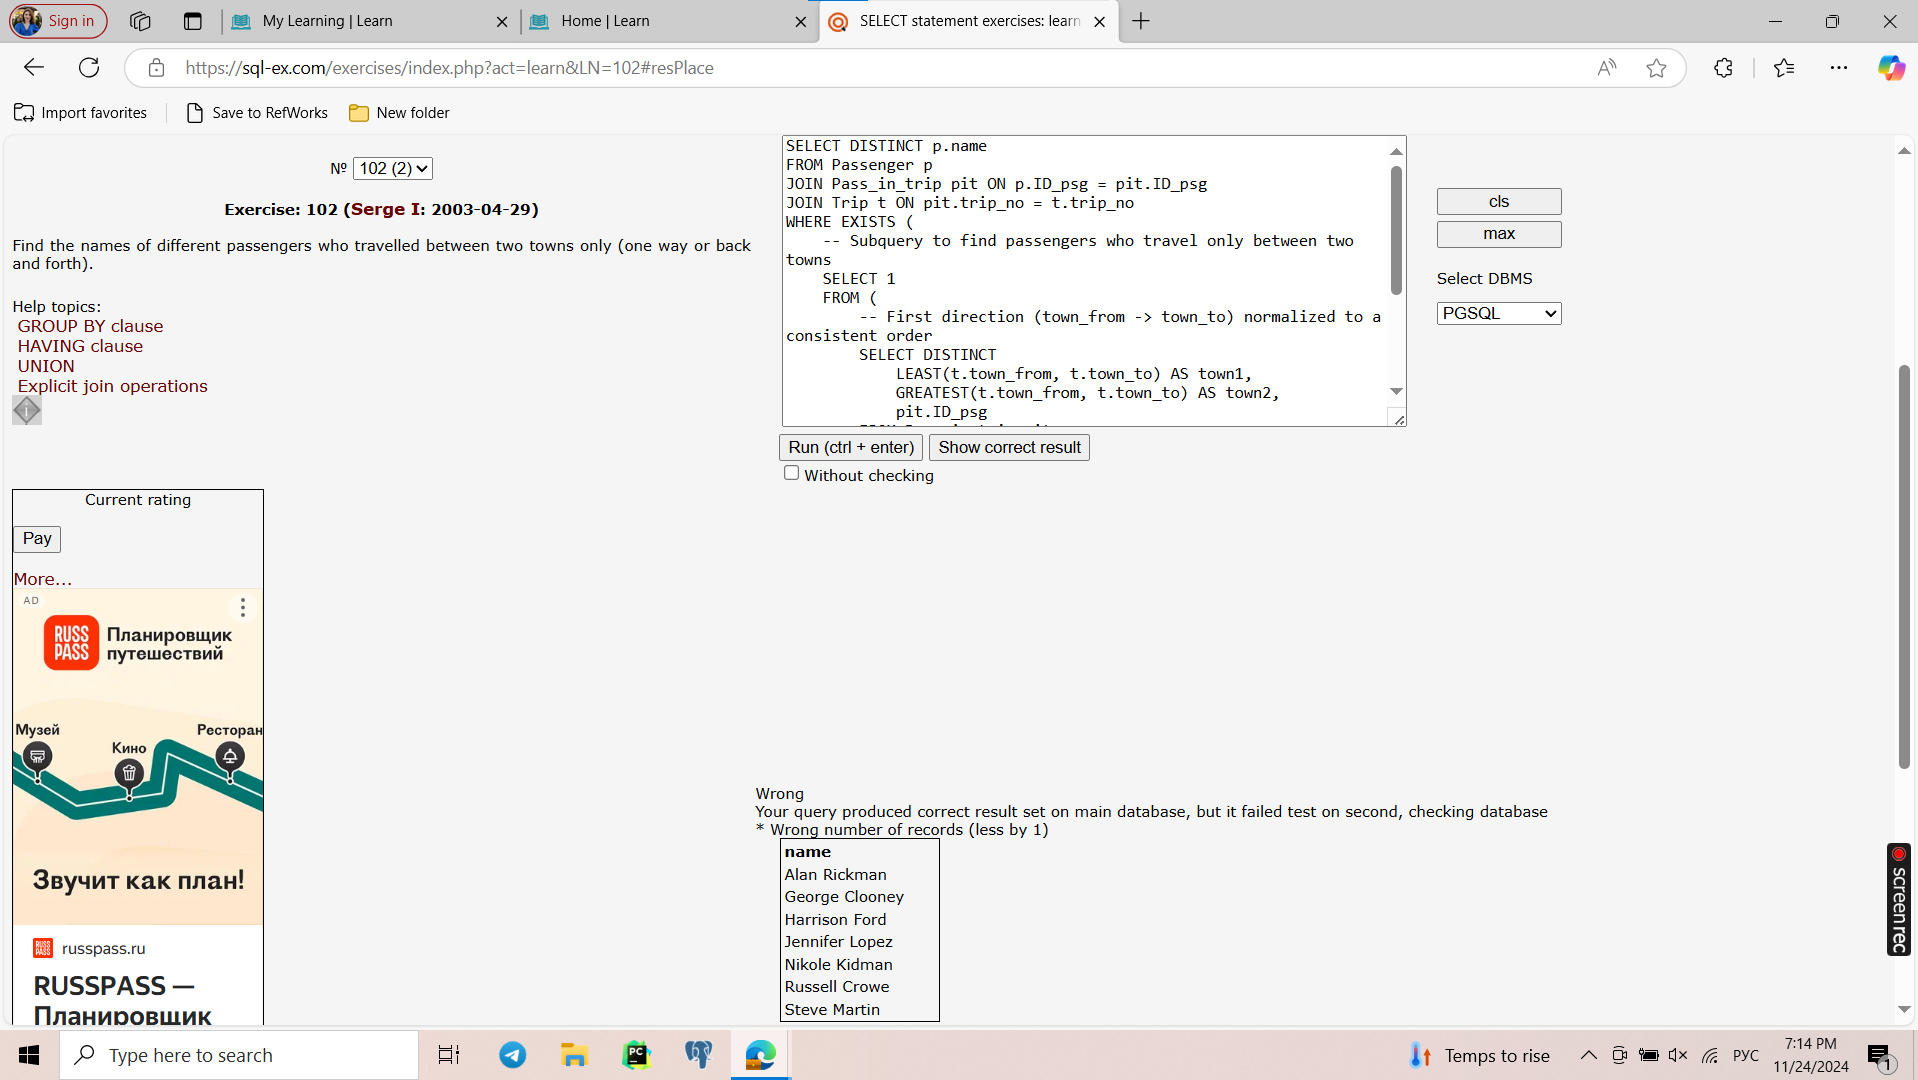 Sign in
My Learning | Learn
Home | Learn
SELECT statement exercises: learn
https://sql-ex.com/exercises/index.php?act=learn&LN=102#resPlace
Import favorites
Save to RefWorks
New folder
№ 102 (2)
Exercise: 102 (Serge I: 2003-04-29)
Find the names of different passengers who travelled between two towns only (one way or back
and forth).
Help topics:
GROUP BY clause
HAVING clause
UNION
Explicit join operations
SELECT DISTINCT p.name
FROM Passenger p
JOIN Pass_in_trip pit ON p.ID_psg = pit.ID_psg
JOIN Trip t ON pit.trip_no = t.trip_no
WHERE EXISTS (
-- Subquery to find passengers who travel only between two
towns
SELECT 1
FROM (
-- First direction (town_from -> town_to) normalized to a
consistent order
SELECT DISTINCT
LEAST(t.town_from, t.town_to) AS town1,
GREATEST(t.town_from, t.town_to) AS town2,
pit.ID_psg
cls
max
Select DBMS
PGSQL
Run (ctrl + enter)
Show correct result
Without checking
Current rating
Pay
More...
AD
RUSS
PASS
Планировщик
путешествий
Музей
Кино
Ресторан
Звучит как план!
russpass.ru
RUSSPASS —
Планировщик
Wrong
Your query produced correct result set on main database, but it failed test on second, checking database
* Wrong number of records (less by 1)
name
Alan Rickman
George Clooney
Harrison Ford
Jennifer Lopez
Nikole Kidman
Russell Crowe
Steve Martin
screenrec
Type here to search
PC
Temps to rise
РУС
7:14 PM
11/24/2024
1